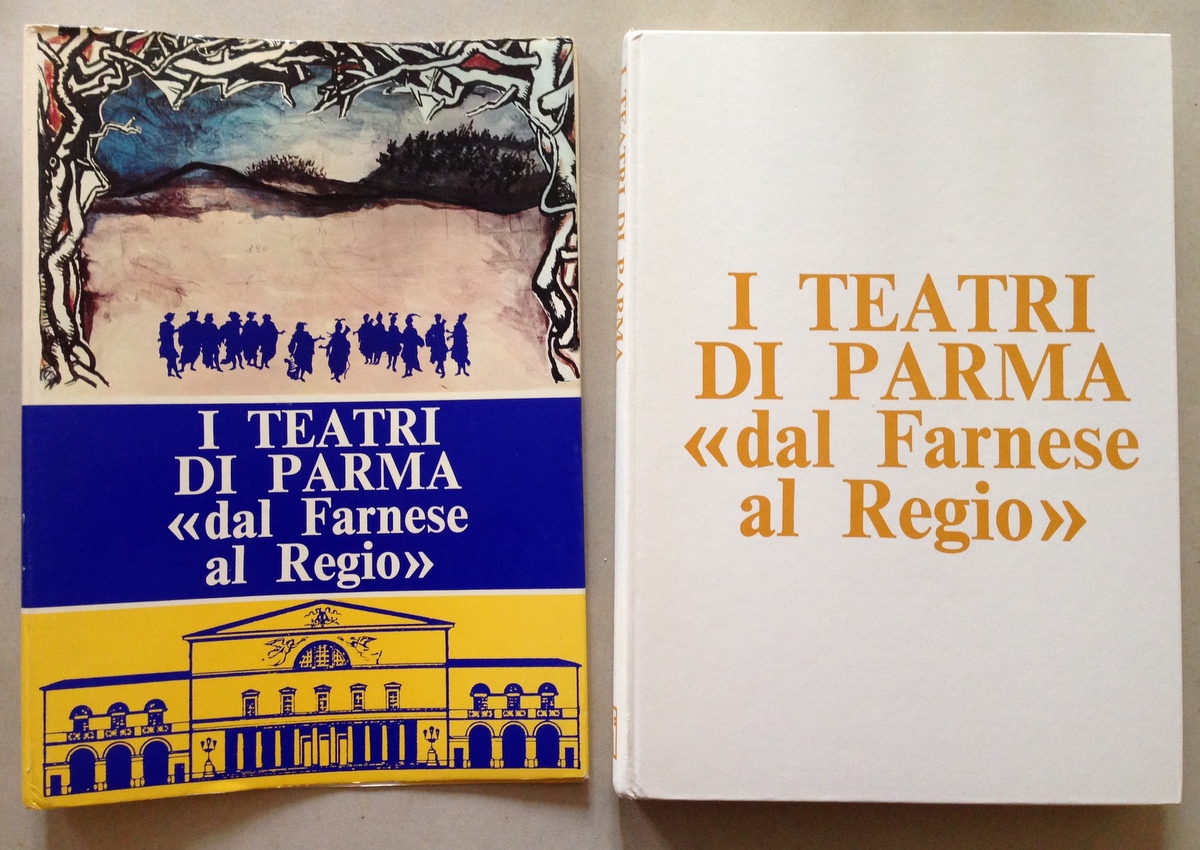 I TEATRI
DI PARMA
«dal Farnese
al Regio»
I TEATRI DI PARMA
I TEATRI
DI PARMA
«dal Farnese
al Regio»